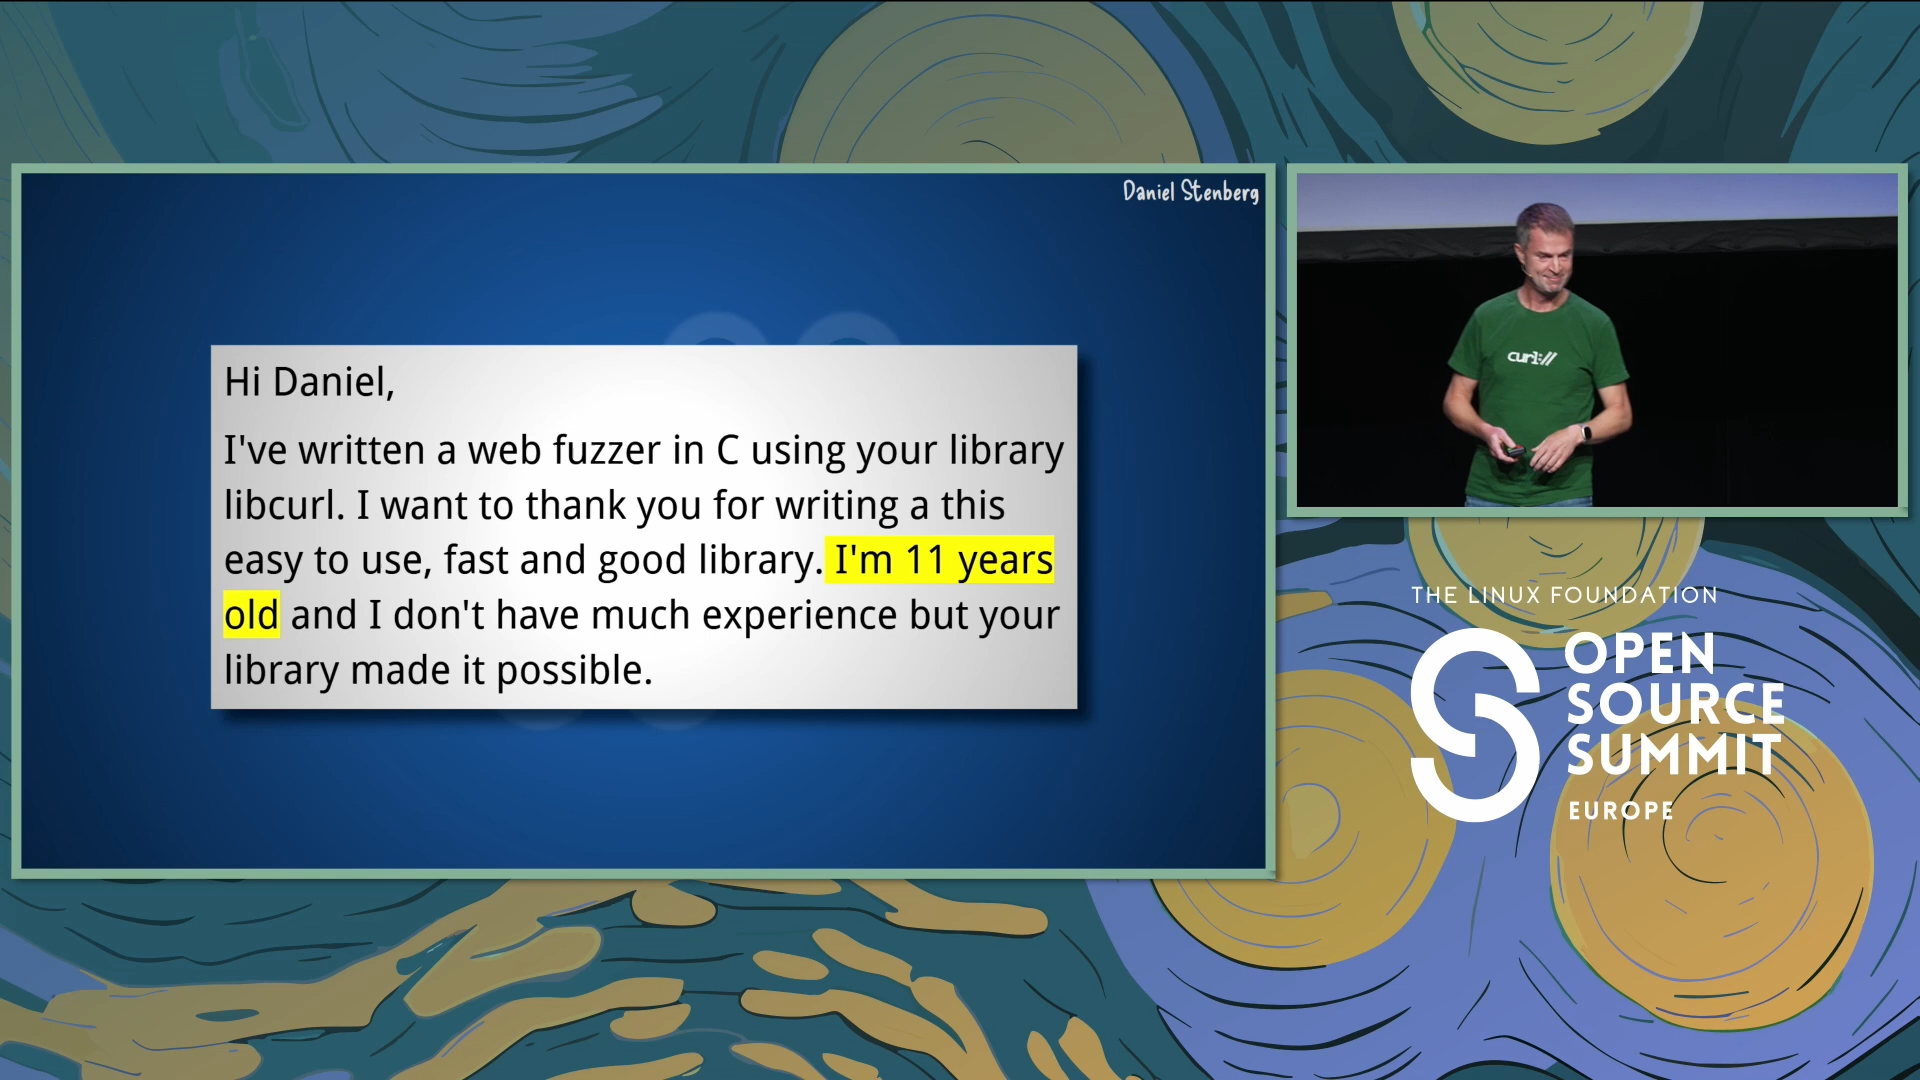 Daniel Stenberg
Hi Daniel,
I've written a web fuzzer in C using your library
libcurl. I want to thank you for writing a this
easy to use, fast and good library. I'm 11 years
old and I don't have much experience but your
library made it possible.
curl://
THE LINUX FOUNDATION
OPEN
SOURCE
SUMMIT
EUROPE